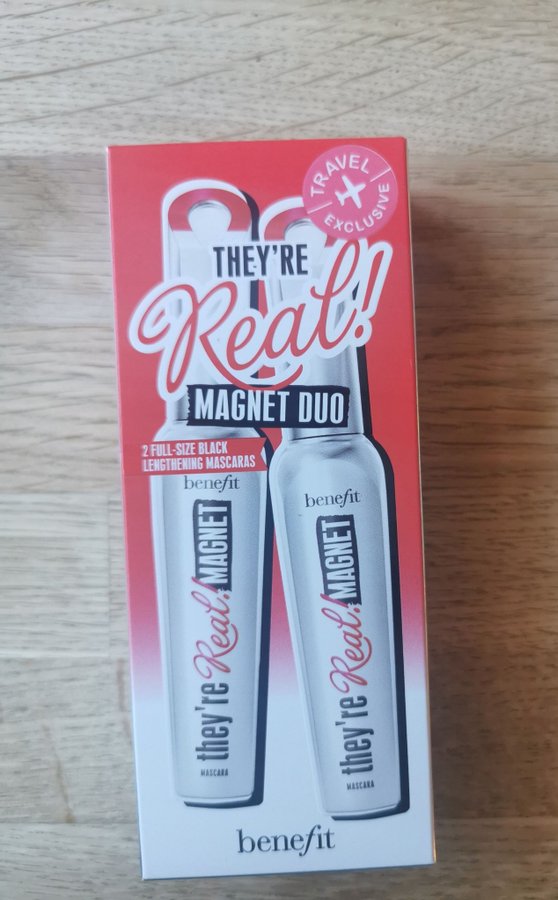 TRAVEL
EXCLUSIVE
THEY'RE
Real!
MAGNET DUO
2 FULL-SIZE BLACK
LENGTHENING MASCARAS
benefit
they're Real! MAGNET
MASCARA
benefit
they're Real! MAGNET
MASCARA
benefit